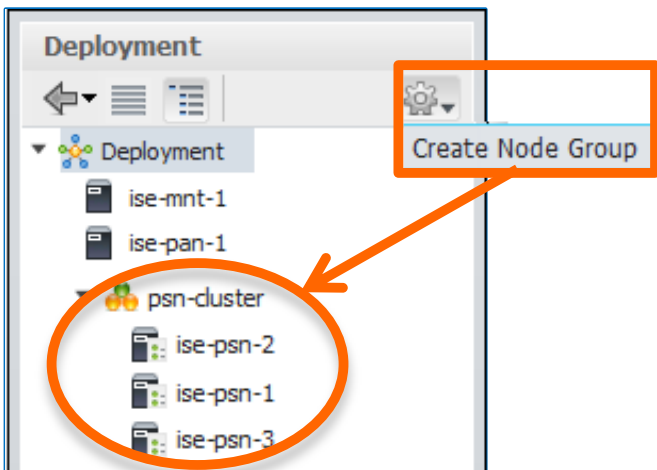 Deployment
Deployment
Create Node Group
ise-mnt-1
ise-pan-1
psn-cluster
ise-psn-2
ise-psn-1
ise-psn-3